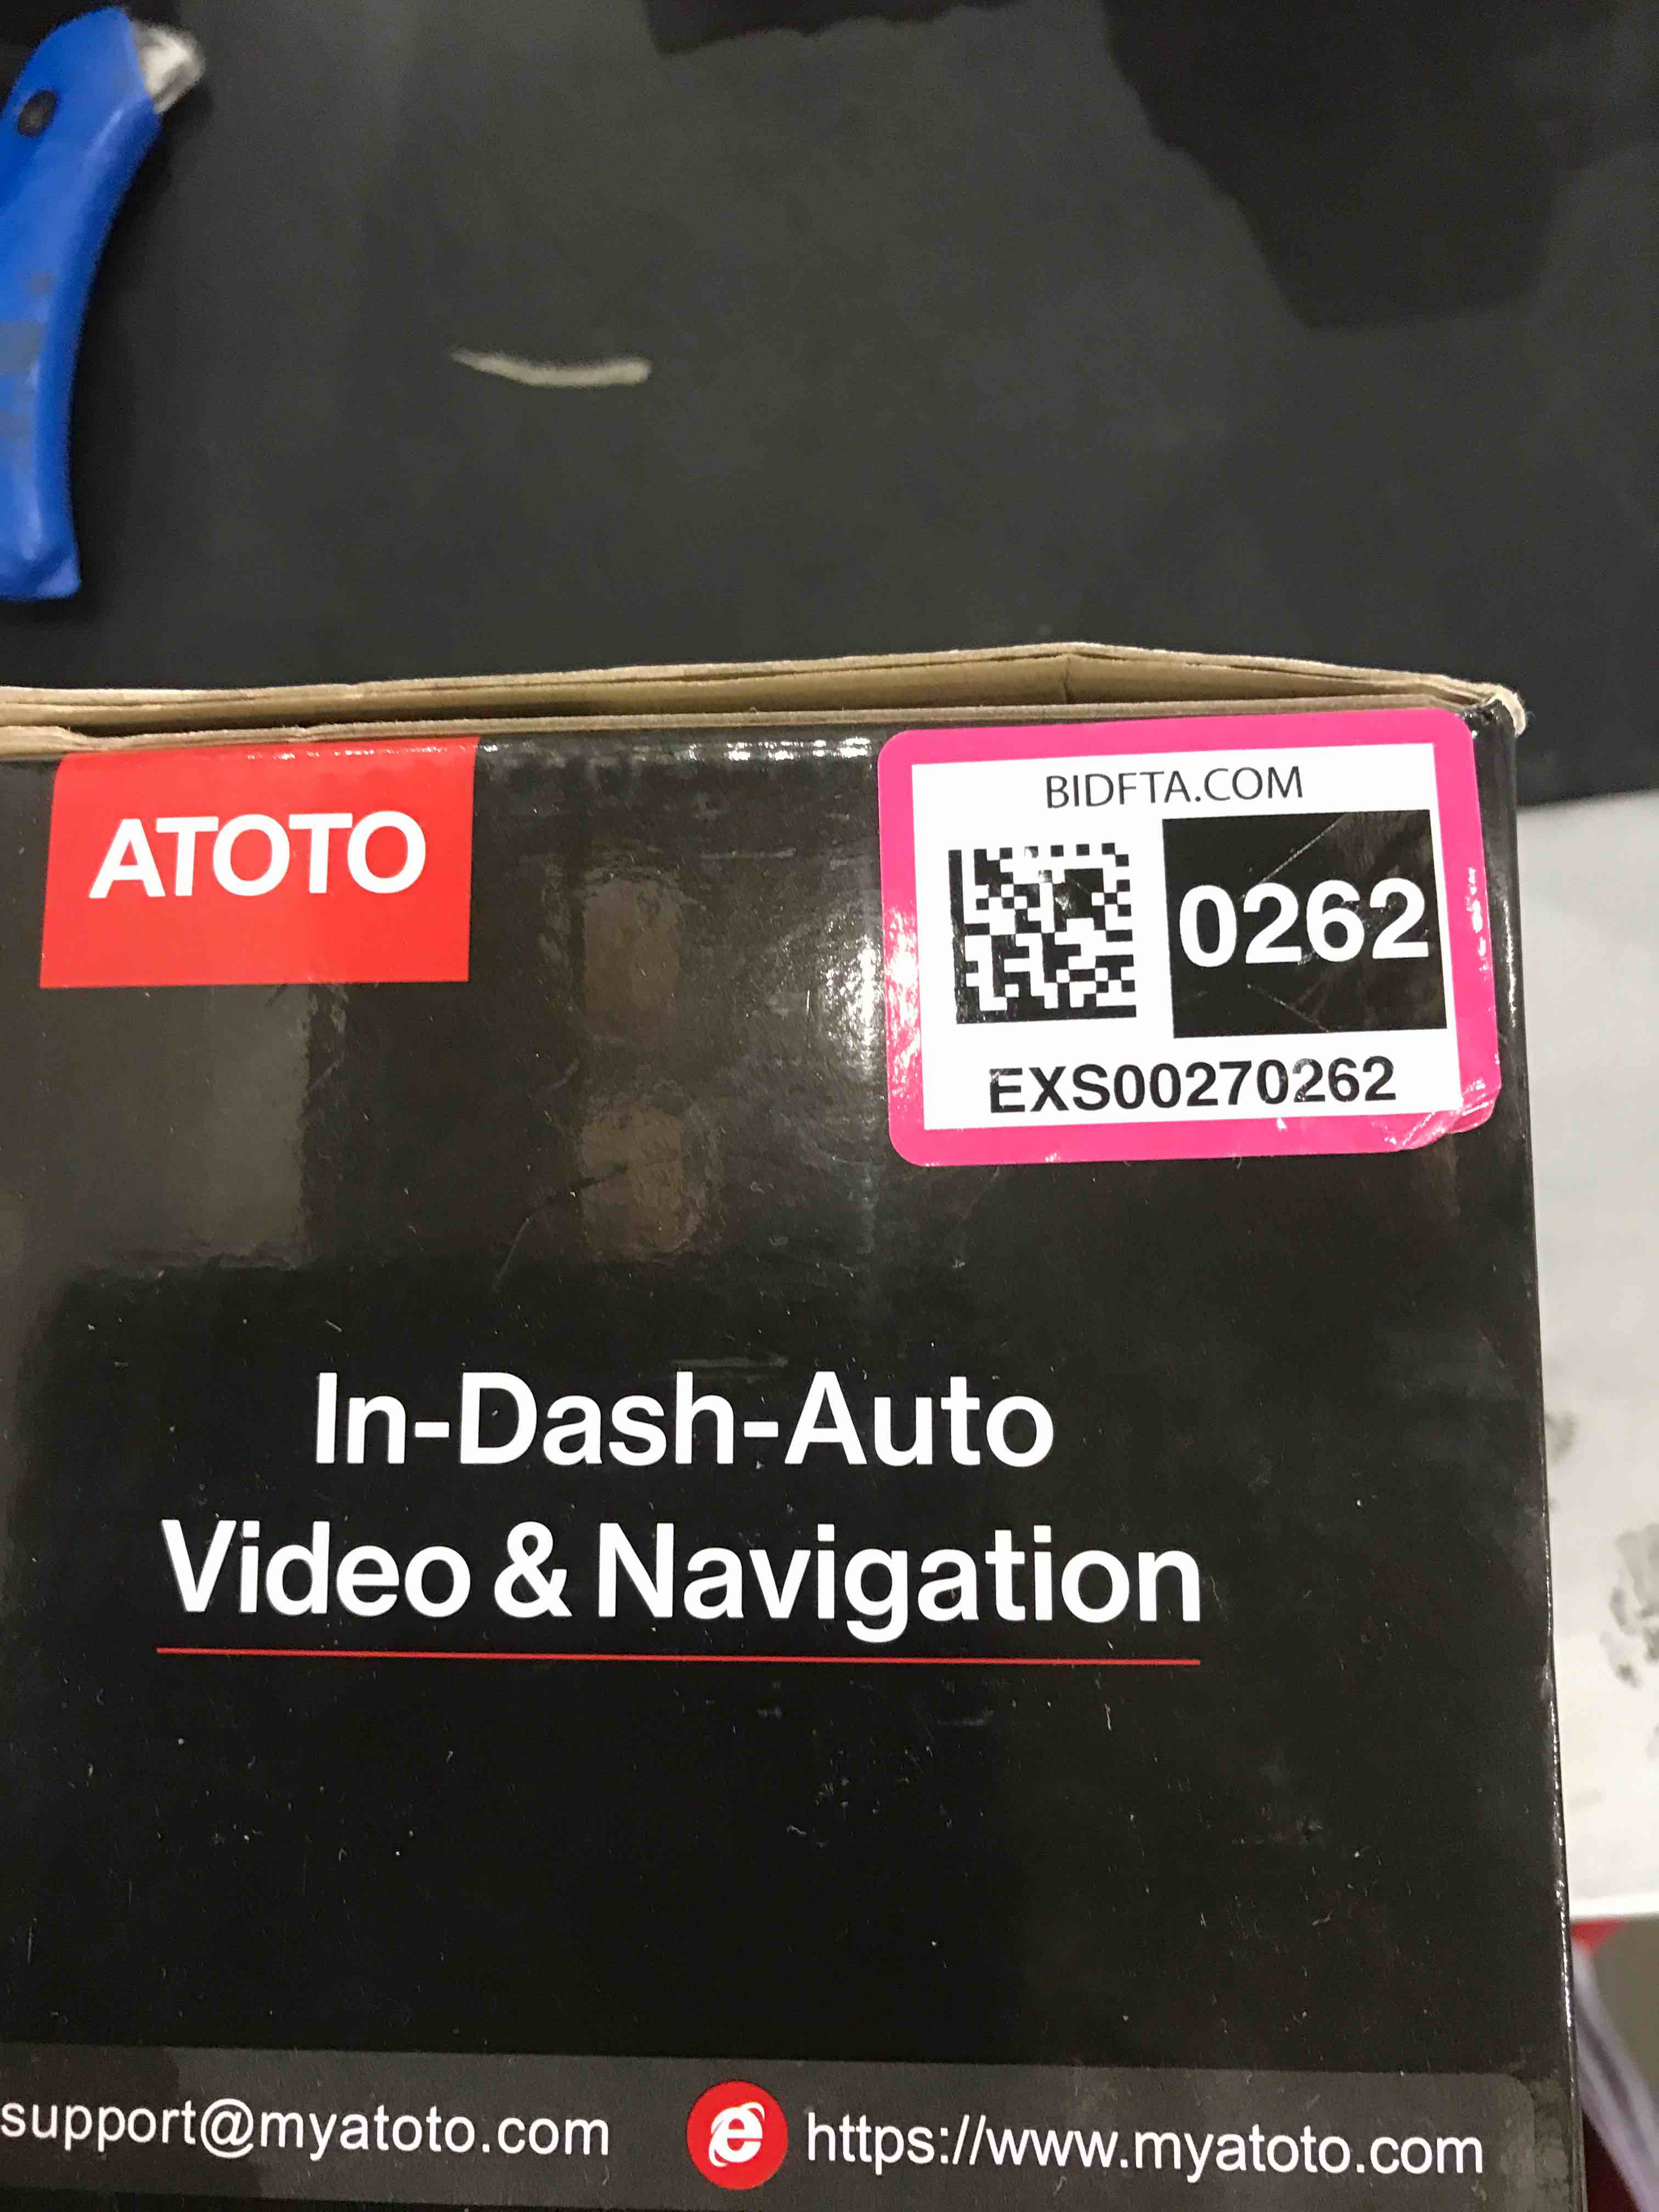 ATOTO
BIDFTA.COM
0262
EXS00270262
In-Dash-Auto
Video & Navigation
support@myatoto.com
https://www.myatoto.com